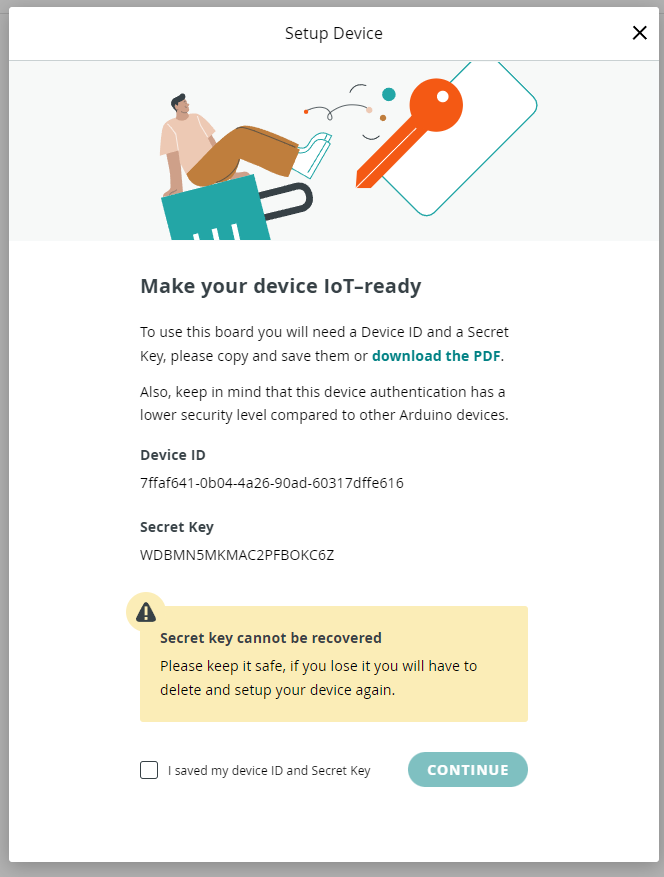 Setup Device
Make your device IoT–ready
To use this board you will need a Device ID and a Secret
Key, please copy and save them or download the PDF.
Also, keep in mind that this device authentication has a
lower security level compared to other Arduino devices.
Device ID
7ffaf641-0b04-4a26-90ad-60317dffe616
Secret Key
WDBMN5MKMAC2PFBOKC6Z
Secret key cannot be recovered
Please keep it safe, if you lose it you will have to
delete and setup your device again.
I saved my device ID and Secret Key
CONTINUE